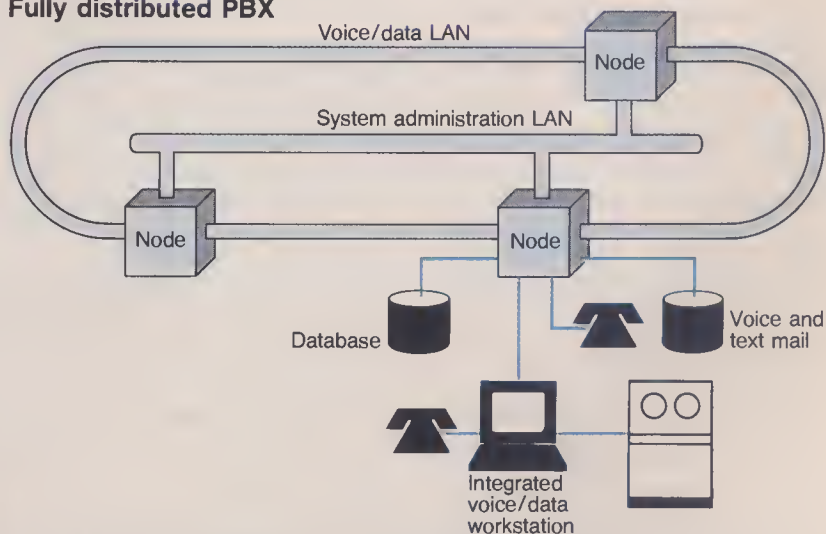 Fully distributed PBX
Voice/data LAN
Node
System administration LAN
Node
Node
Database
Voice and
text mail
Integrated
voice/data
workstation